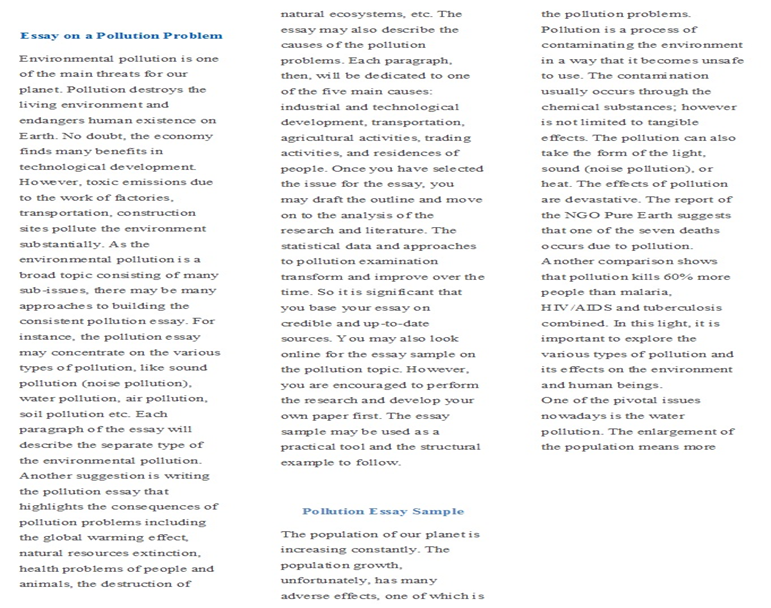 Essay on a Pollution Problem
Environmental pollution is one
of the main threats for our
planet. Pollution destroys the
living environment and
endangers human existence on
Earth. No doubt, the economy
finds many benefits in
technological development.
However, toxic emissions due
to the work of factories,
transportation, construction
sites pollute the environment
substantially. As the
environmental pollution is a
broad topic consisting of many
sub-issues, there may be many
approaches to building the
consistent pollution essay. For
instance, the pollution essay
may concentrate on the various
types of pollution, like sound
pollution (noise pollution),
water pollution, air pollution,
soil pollution etc. Each
paragraph of the essay will
describe the separate type of
the environmental pollution.
Another suggestion is writing
the pollution essay that
highlights the consequences of
pollution problems including
the global warming effect,
natural resources extinction,
health problems of people and
animals, the destruction of
natural ecosystems, etc. The
essay may also describe the
causes of the pollution
problems. Each paragraph,
then, will be dedicated to one
of the five main causes:
industrial and technological
development, transportation,
agricultural activities, trading
activities, and residences of
people. Once you have selected
the issue for the essay, you
may draft the outline and move
on to the analysis of the
research and literature. The
statistical data and approaches
to pollution examination
transform and improve over the
time. So it is significant that
you base your essay on
credible and up-to-date
sources. You may also look
online for the essay sample on
the pollution topic. However,
you are encouraged to perform
the research and develop your
own paper first. The essay
sample may be used as a
practical tool and the structural
example to follow.
Pollution Essay Sample
The population of our planet is
increasing constantly. The
population growth,
unfortunately, has many
adverse effects, one of which is
the pollution problems.
Pollution is a process of
contaminating the environment
in a way that it becomes unsafe
to use. The contamination
usually occurs through the
chemical substances; however
is not limited to tangible
effects. The pollution can also
take the form of the light,
sound (noise pollution), or
heat. The effects of pollution
are devastative. The report of
the NGO Pure Earth suggests
that one of the seven deaths
occurs due to pollution.
Another comparison shows
that pollution kills 60% more
people than malaria,
HIV/AIDS and tuberculosis
combined. In this light, it is
important to explore the
various types of pollution and
its effects on the environment
and human beings.
One of the pivotal issues
nowadays is the water
pollution. The enlargement of
the population means more